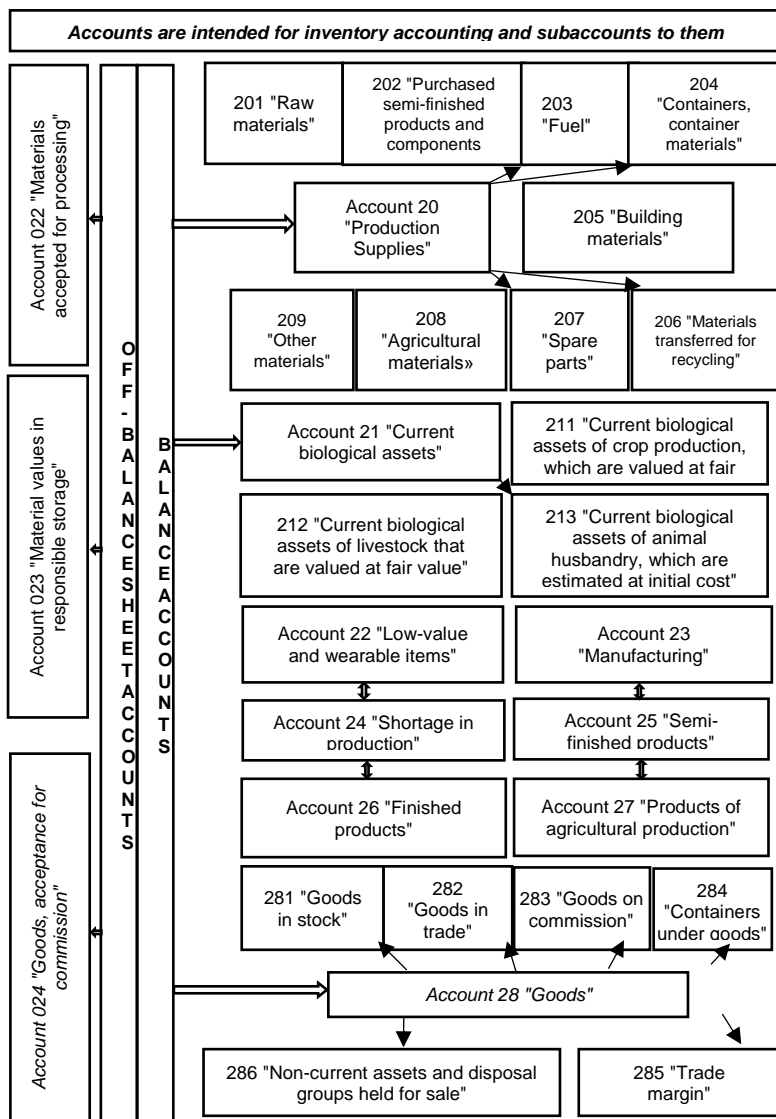 Accounts are intended for inventory accounting and subaccounts to them
Account 022 "Materials
accepted for processing"
Account 023 "Material values in
responsible storage"
Account 024 "Goods, acceptance for
commission"
OFF-BALANCESHEETACCOUNTS
BALANCEACCOUNTS
201 "Raw
materials"
202 "Purchased
semi-finished
products and
components
203
"Fuel"
204
"Containers,
container
materials"
Account 20
"Production
Supplies"
205 "Building
materials"
209
"Other
materials"
208
"Agricultural
materials»
207
"Spare
parts"
206 "Materials
transferred for
recycling"
Account 21 "Current
biological assets"
211 "Current biological
assets of crop production,
which are valued at fair
212 "Current biological
assets of livestock that
are valued at fair value"
213 "Current biological
assets of animal
husbandry, which are
estimated at initial cost"
Account 22 "Low-value
and wearable items"
Account 23
"Manufacturing"
Account 24 "Shortage in
production"
Account 25 "Semi-
finished products"
Account 26 "Finished
products"
Account 27 "Products of
agricultural production"
281 "Goods
in stock"
282
"Goods in
trade"
283 "Goods on
commission"
284
"Containers
under goods"
Account 28 "Goods"
286 "Non-current assets and disposal
groups held for sale"
285 "Trade
margin"